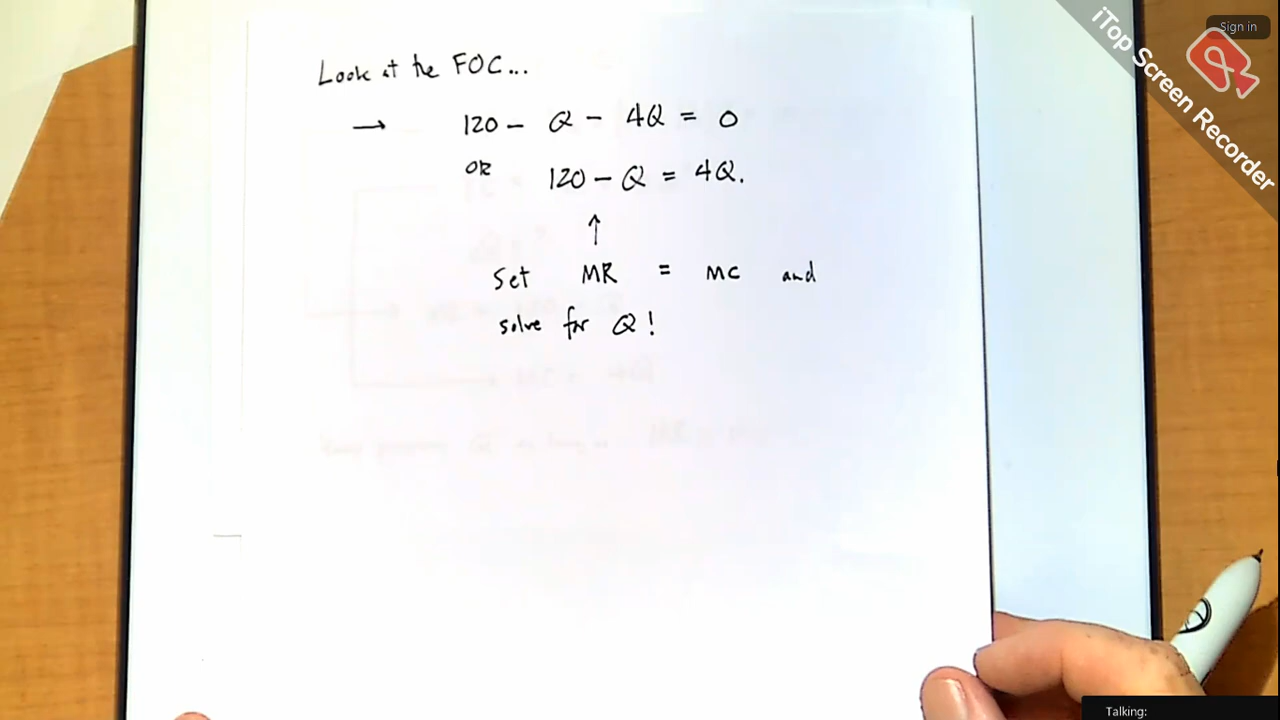 Look at the FOC...
→ 120 - Q - 4Q = 0
OR 120 - Q = 4Q.
↑
Set MR = MC and
solve for Q!
iTop Screen Recorder
Sign in
Talking: